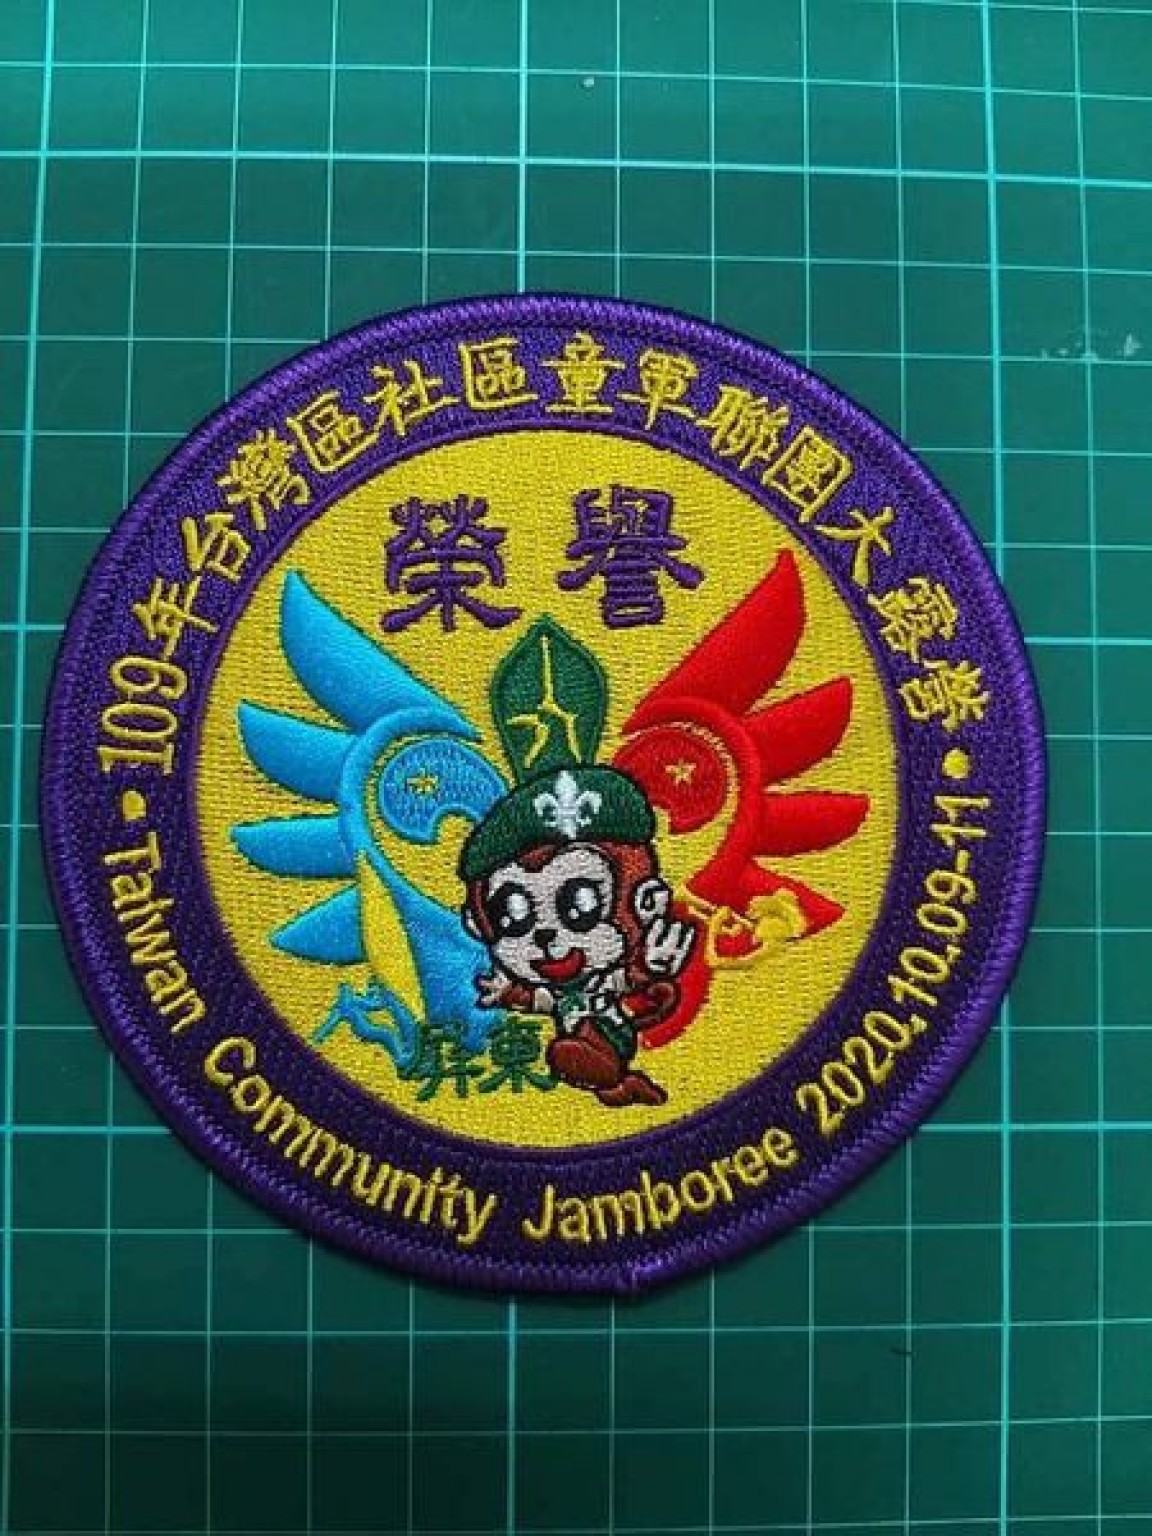 109年台灣區社區童軍聯團大露營
榮譽
屏東
Taiwan Community Jamboree 2020.10.09-11